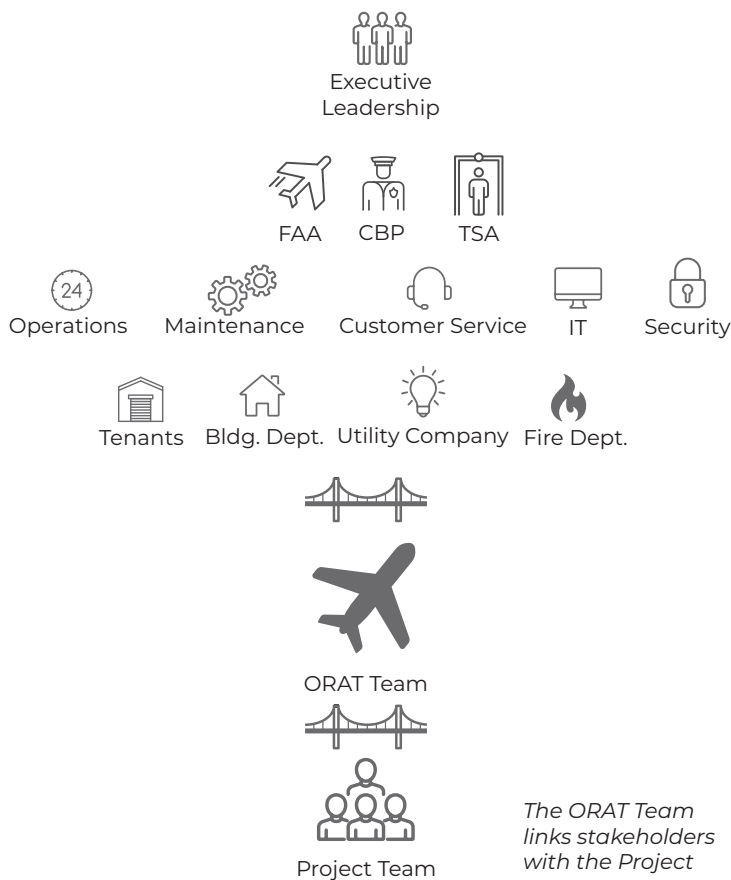 Executive
Leadership
FAA CBP TSA
24
Operations Maintenance Customer Service IT Security
Tenants Bldg. Dept. Utility Company Fire Dept.
ORAT Team
Project Team
The ORAT Team
links stakeholders
with the Project